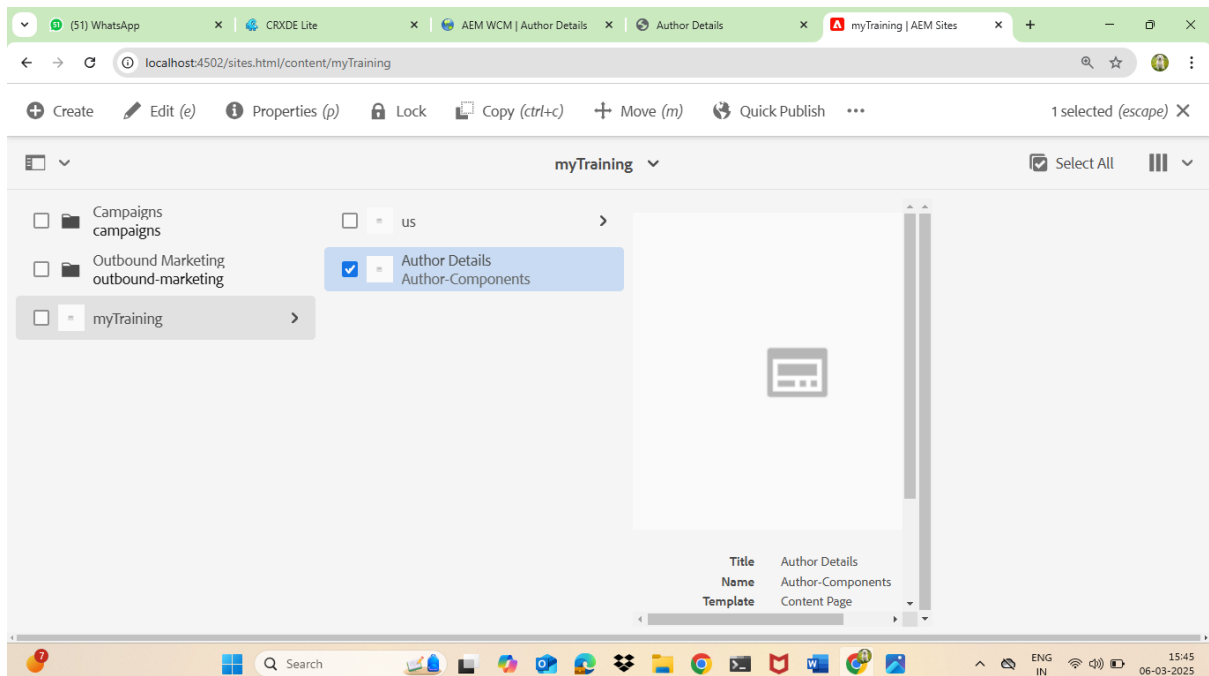 (51) WhatsApp
CRXDE Lite
AEM WCM | Author Details
Author Details
myTraining | AEM Sites
localhost:4502/sites.html/content/myTraining
Create
Edit (e)
Properties (p)
Lock
Copy (ctrl+c)
Move (m)
Quick Publish
1 selected (escape)
myTraining
Select All
Campaigns
campaigns
Outbound Marketing
outbound-marketing
myTraining
us
Author Details
Author-Components
Title Author Details
Name Author-Components
Template Content Page
7
Search
ENG
IN
15:45
06-03-2025